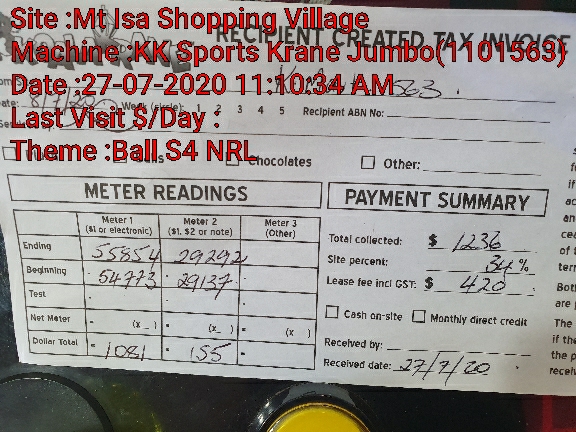 Site :Mt Isa Shopping Village
RECIPIENT CREATED TAX INVOICE
Machine :KK Sports Krane Jumbo(1101563)
563
Date :27-07-2020 11:10:34 AM
8/7/20 Week (circle): 1 2 3 4 5 Recipient ABN No:
Last Visit $/Day :
Theme :Ball S4 NRL
Chocolates Other:
METER READINGS
Meter 1 ($1 or electronic) Meter 2 ($1, $2 or note) Meter 3 (Other)
Ending 55854 29292
Beginning 54773 29137
Test
Net Meter (x _ ) (x_ ) (x )
Dollar Total 1081 155
PAYMENT SUMMARY
Total collected: $ 1236
Site percent: 34 %
Lease fee incl GST: $ 420
Cash on-site Monthly direct credit
Received by:
Received date: 27/7/20